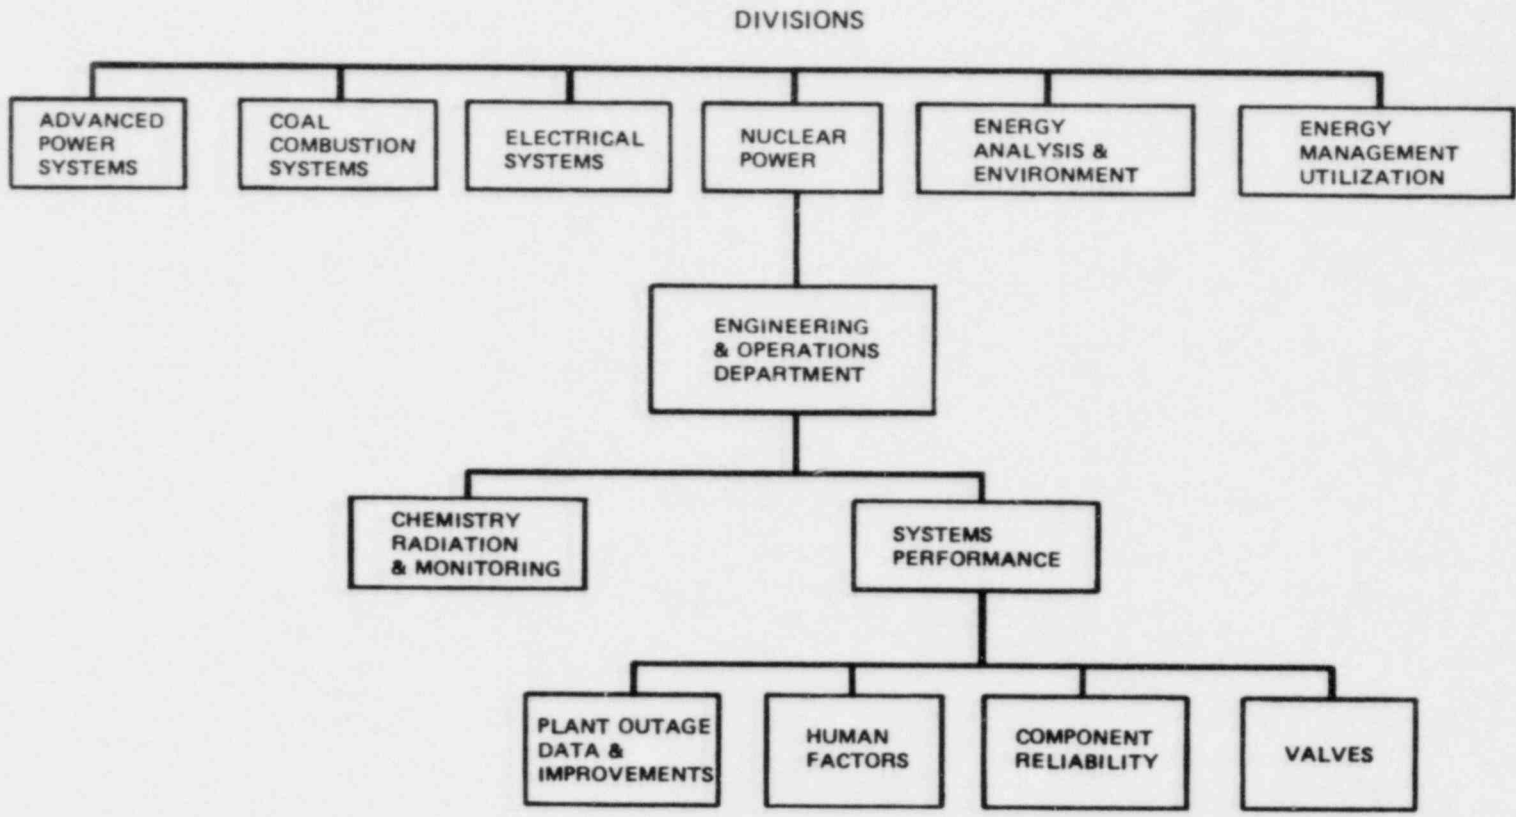 DIVISIONS
ADVANCED
POWER
SYSTEMS
COAL
COMBUSTION
SYSTEMS
ELECTRICAL
SYSTEMS
NUCLEAR
POWER
ENERGY
ANALYSIS &
ENVIRONMENT
ENERGY
MANAGEMENT
UTILIZATION
ENGINEERING
& OPERATIONS
DEPARTMENT
CHEMISTRY
RADIATION
& MONITORING
SYSTEMS
PERFORMANCE
PLANT OUTAGE
DATA &
IMPROVEMENTS
HUMAN
FACTORS
COMPONENT
RELIABILITY
VALVES